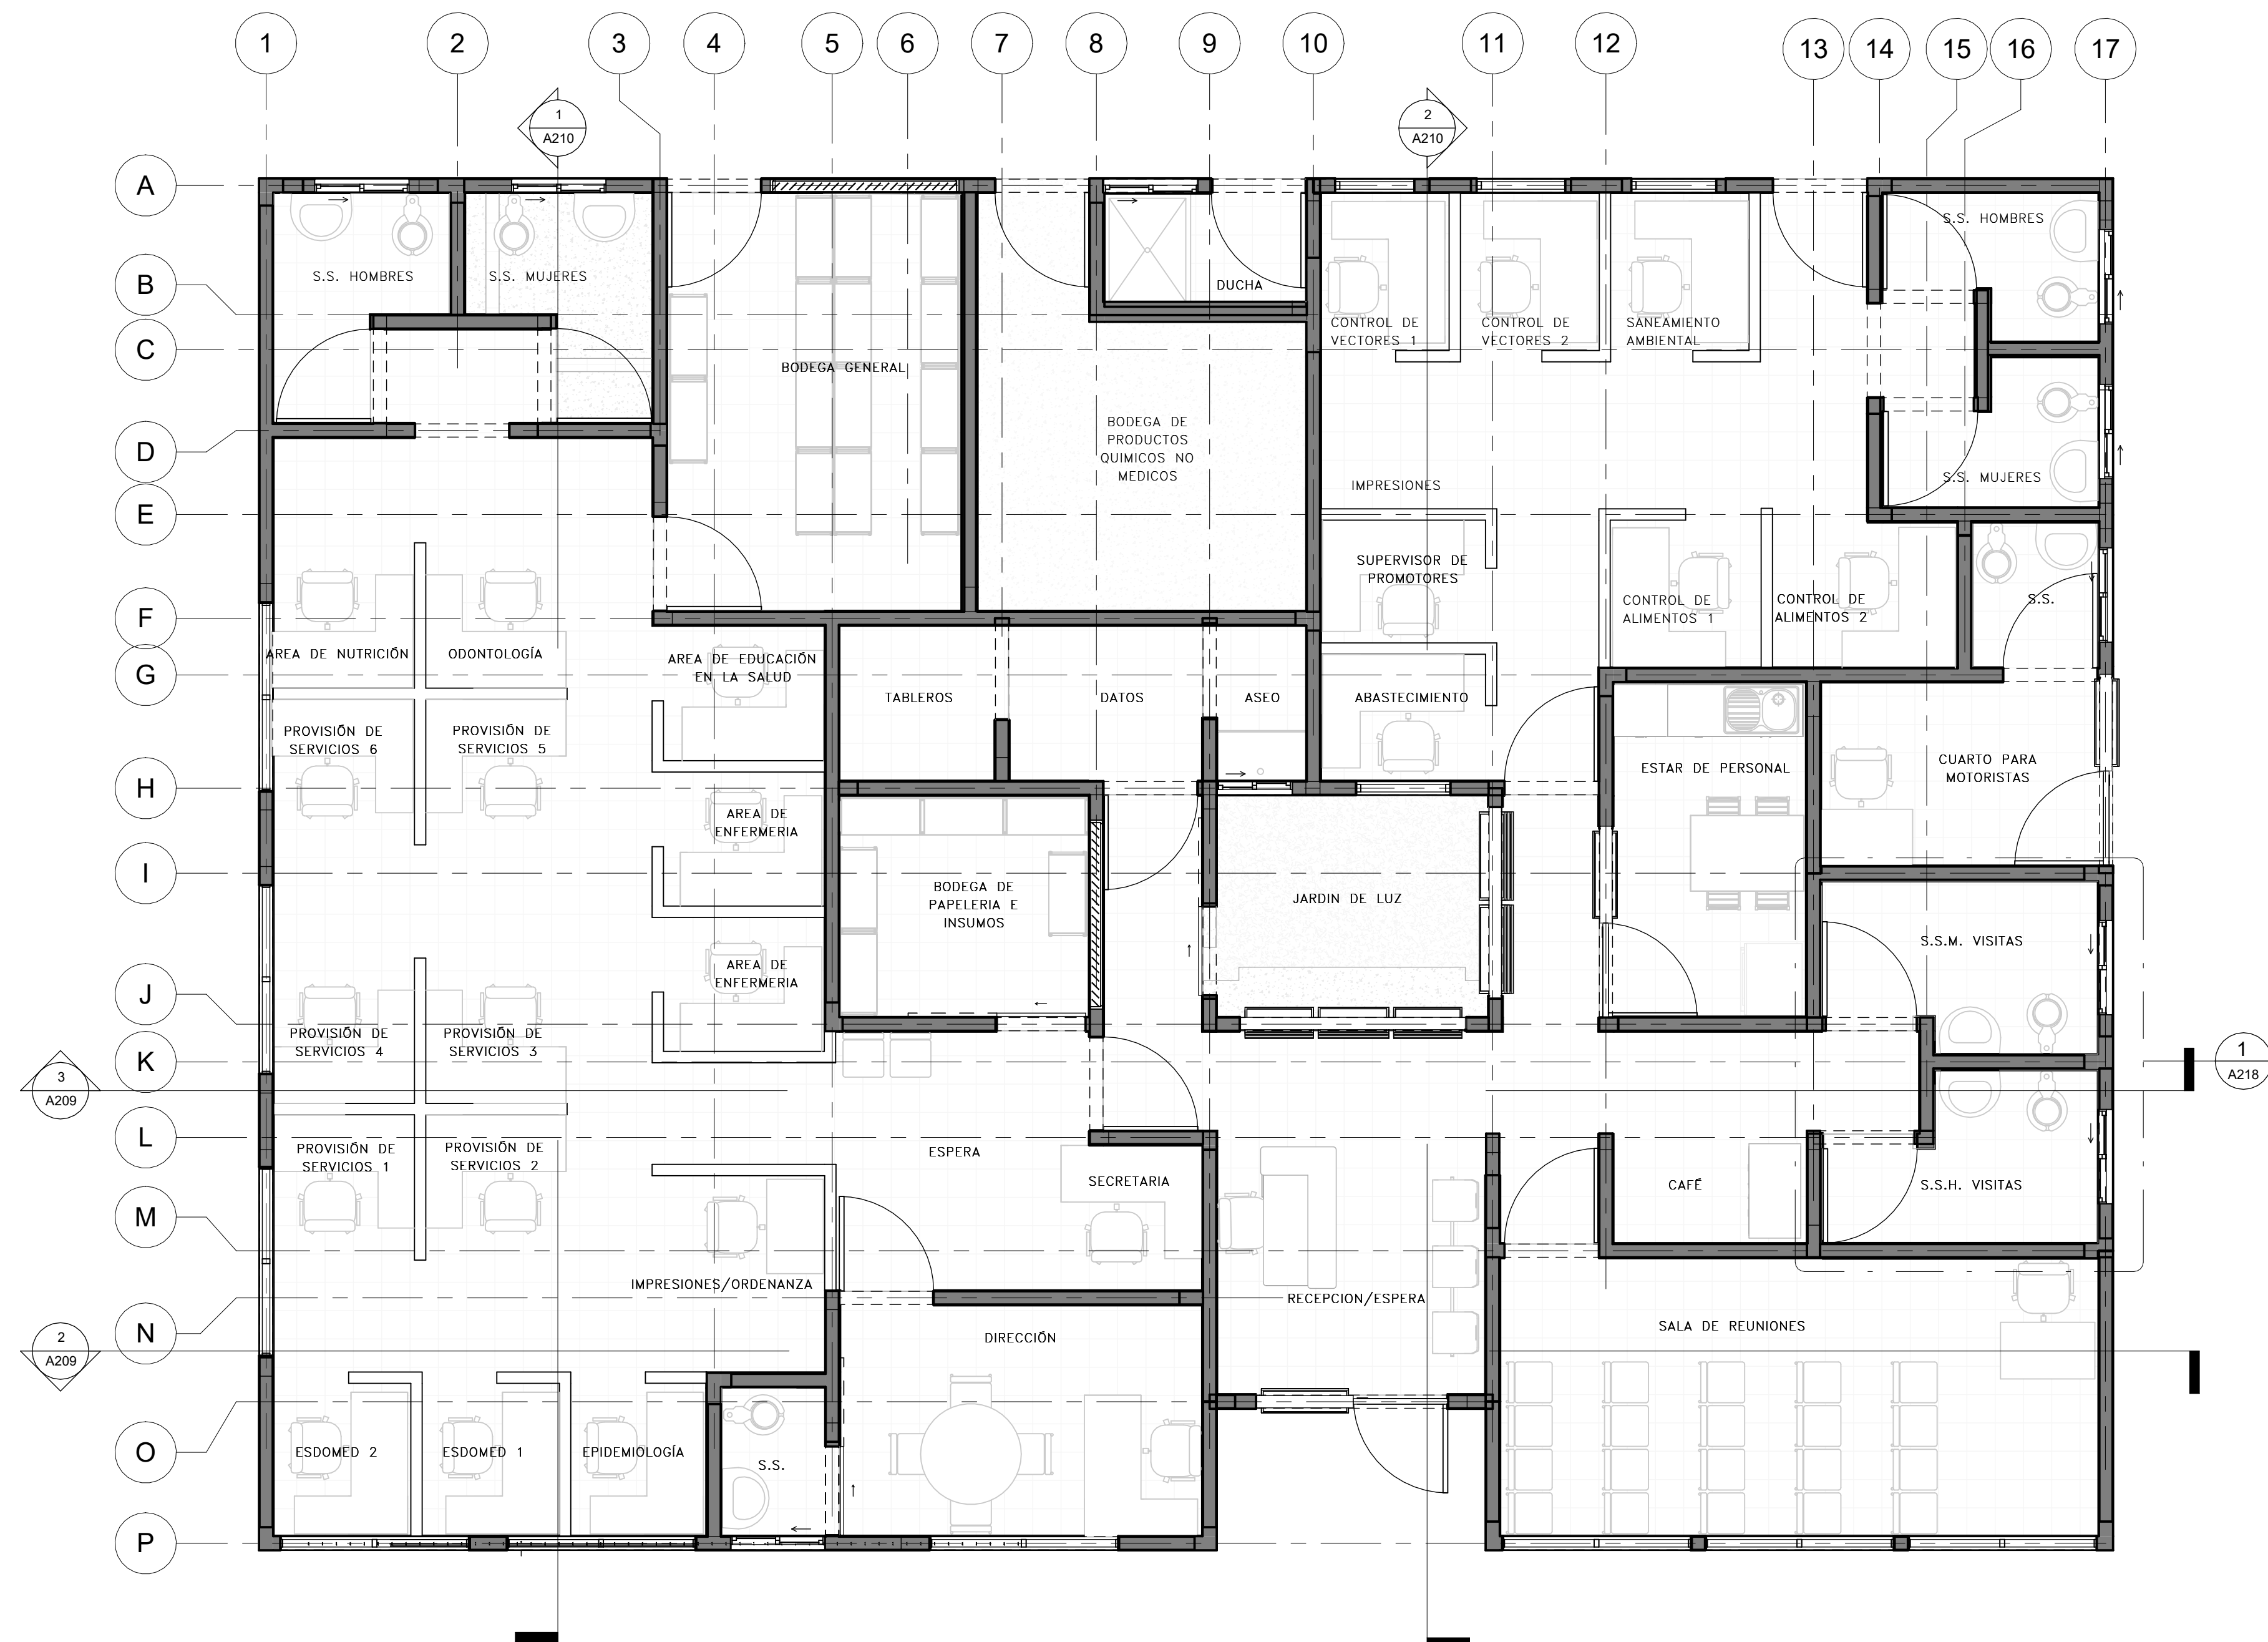 1 2 3 4 5 6 7 8 9 10 11 12 13 14 15 16 17
1
A210
2
A210
A
B
C
D
E
F
G
H
I
J
K
L
M
N
O
P
S.S. HOMBRES
S.S. MUJERES
BODEGA GENERAL
DUCHA
BODEGA DE
PRODUCTOS
QUIMICOS NO
MEDICOS
CONTROL DE
VECTORES 1
CONTROL DE
VECTORES 2
SANEAMIENTO
AMBIENTAL
S.S. HOMBRES
S.S. MUJERES
IMPRESIONES
SUPERVISOR DE
PROMOTORES
CONTROL DE
ALIMENTOS 1
CONTROL DE
ALIMENTOS 2
S.S.
AREA DE NUTRICIÓN
ODONTOLOGÍA
AREA DE EDUCACIÓN
EN LA SALUD
TABLEROS
DATOS
ASEO
ABASTECIMIENTO
PROVISIÓN DE
SERVICIOS 6
PROVISIÓN DE
SERVICIOS 5
ESTAR DE PERSONAL
CUARTO PARA
MOTORISTAS
AREA DE
ENFERMERIA
BODEGA DE
PAPELERIA E
INSUMOS
JARDIN DE LUZ
S.S.M. VISITAS
AREA DE
ENFERMERIA
PROVISIÓN DE
SERVICIOS 4
PROVISIÓN DE
SERVICIOS 3
3
A209
1
A218
PROVISIÓN DE
SERVICIOS 1
PROVISIÓN DE
SERVICIOS 2
ESPERA
SECRETARIA
CAFÉ
S.S.H. VISITAS
IMPRESIONES/ORDENANZA
RECEPCION/ESPERA
DIRECCIÓN
SALA DE REUNIONES
2
A209
ESDOMED 2
ESDOMED 1
EPIDEMIOLOGÍA
S.S.